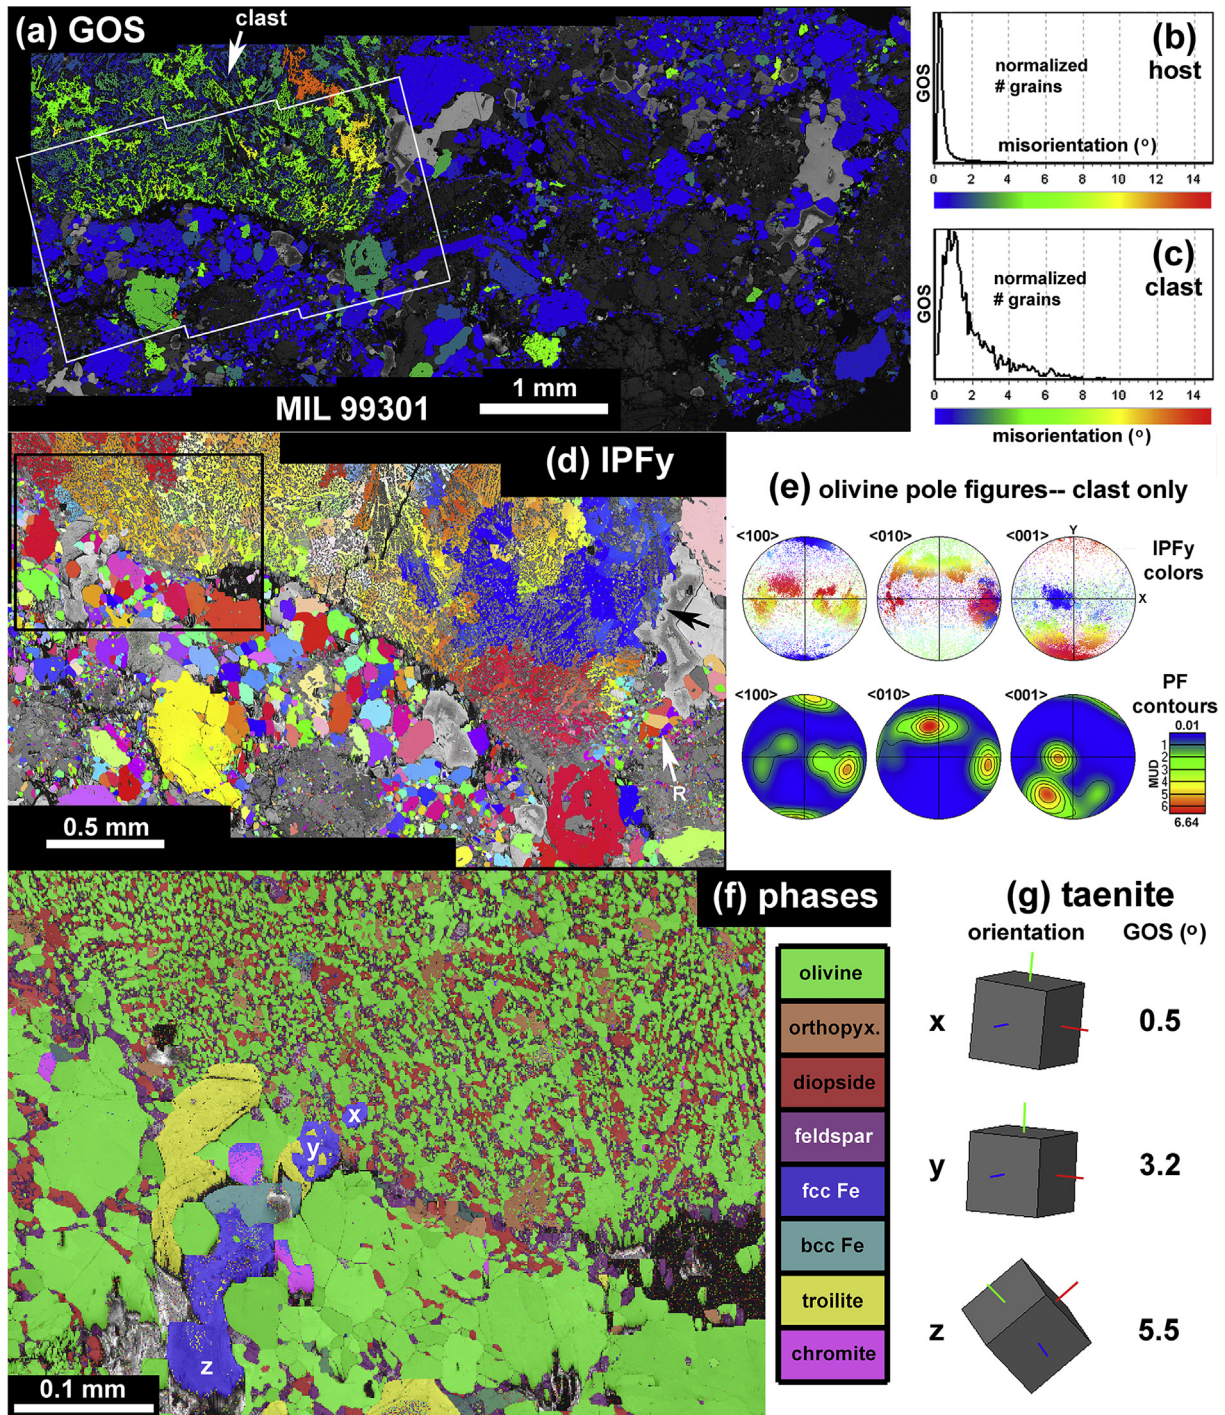 (a) GOS
clast
MIL 99301
1 mm
(b)
host
GOS
normalized
# grains
misorientation (º)
0 2 4 6 8 10 12 14
(c)
clast
GOS
normalized
# grains
0 2 4 6 8 10 12 14
misorientation (º)
(d) IPFy
R
0.5 mm
(e) olivine pole figures-- clast only
<100> <010> <001>
Y
X
IPFy
colors
<100> <010> <001>
PF
contours
0.01
1
2
3
4
5
6
MUD
6.64
(f) phases
x
y
z
0.1 mm
olivine
orthopyx.
diopside
feldspar
fcc Fe
bcc Fe
troilite
chromite
(g) taenite
orientation GOS (º)
x 0.5
y 3.2
z 5.5